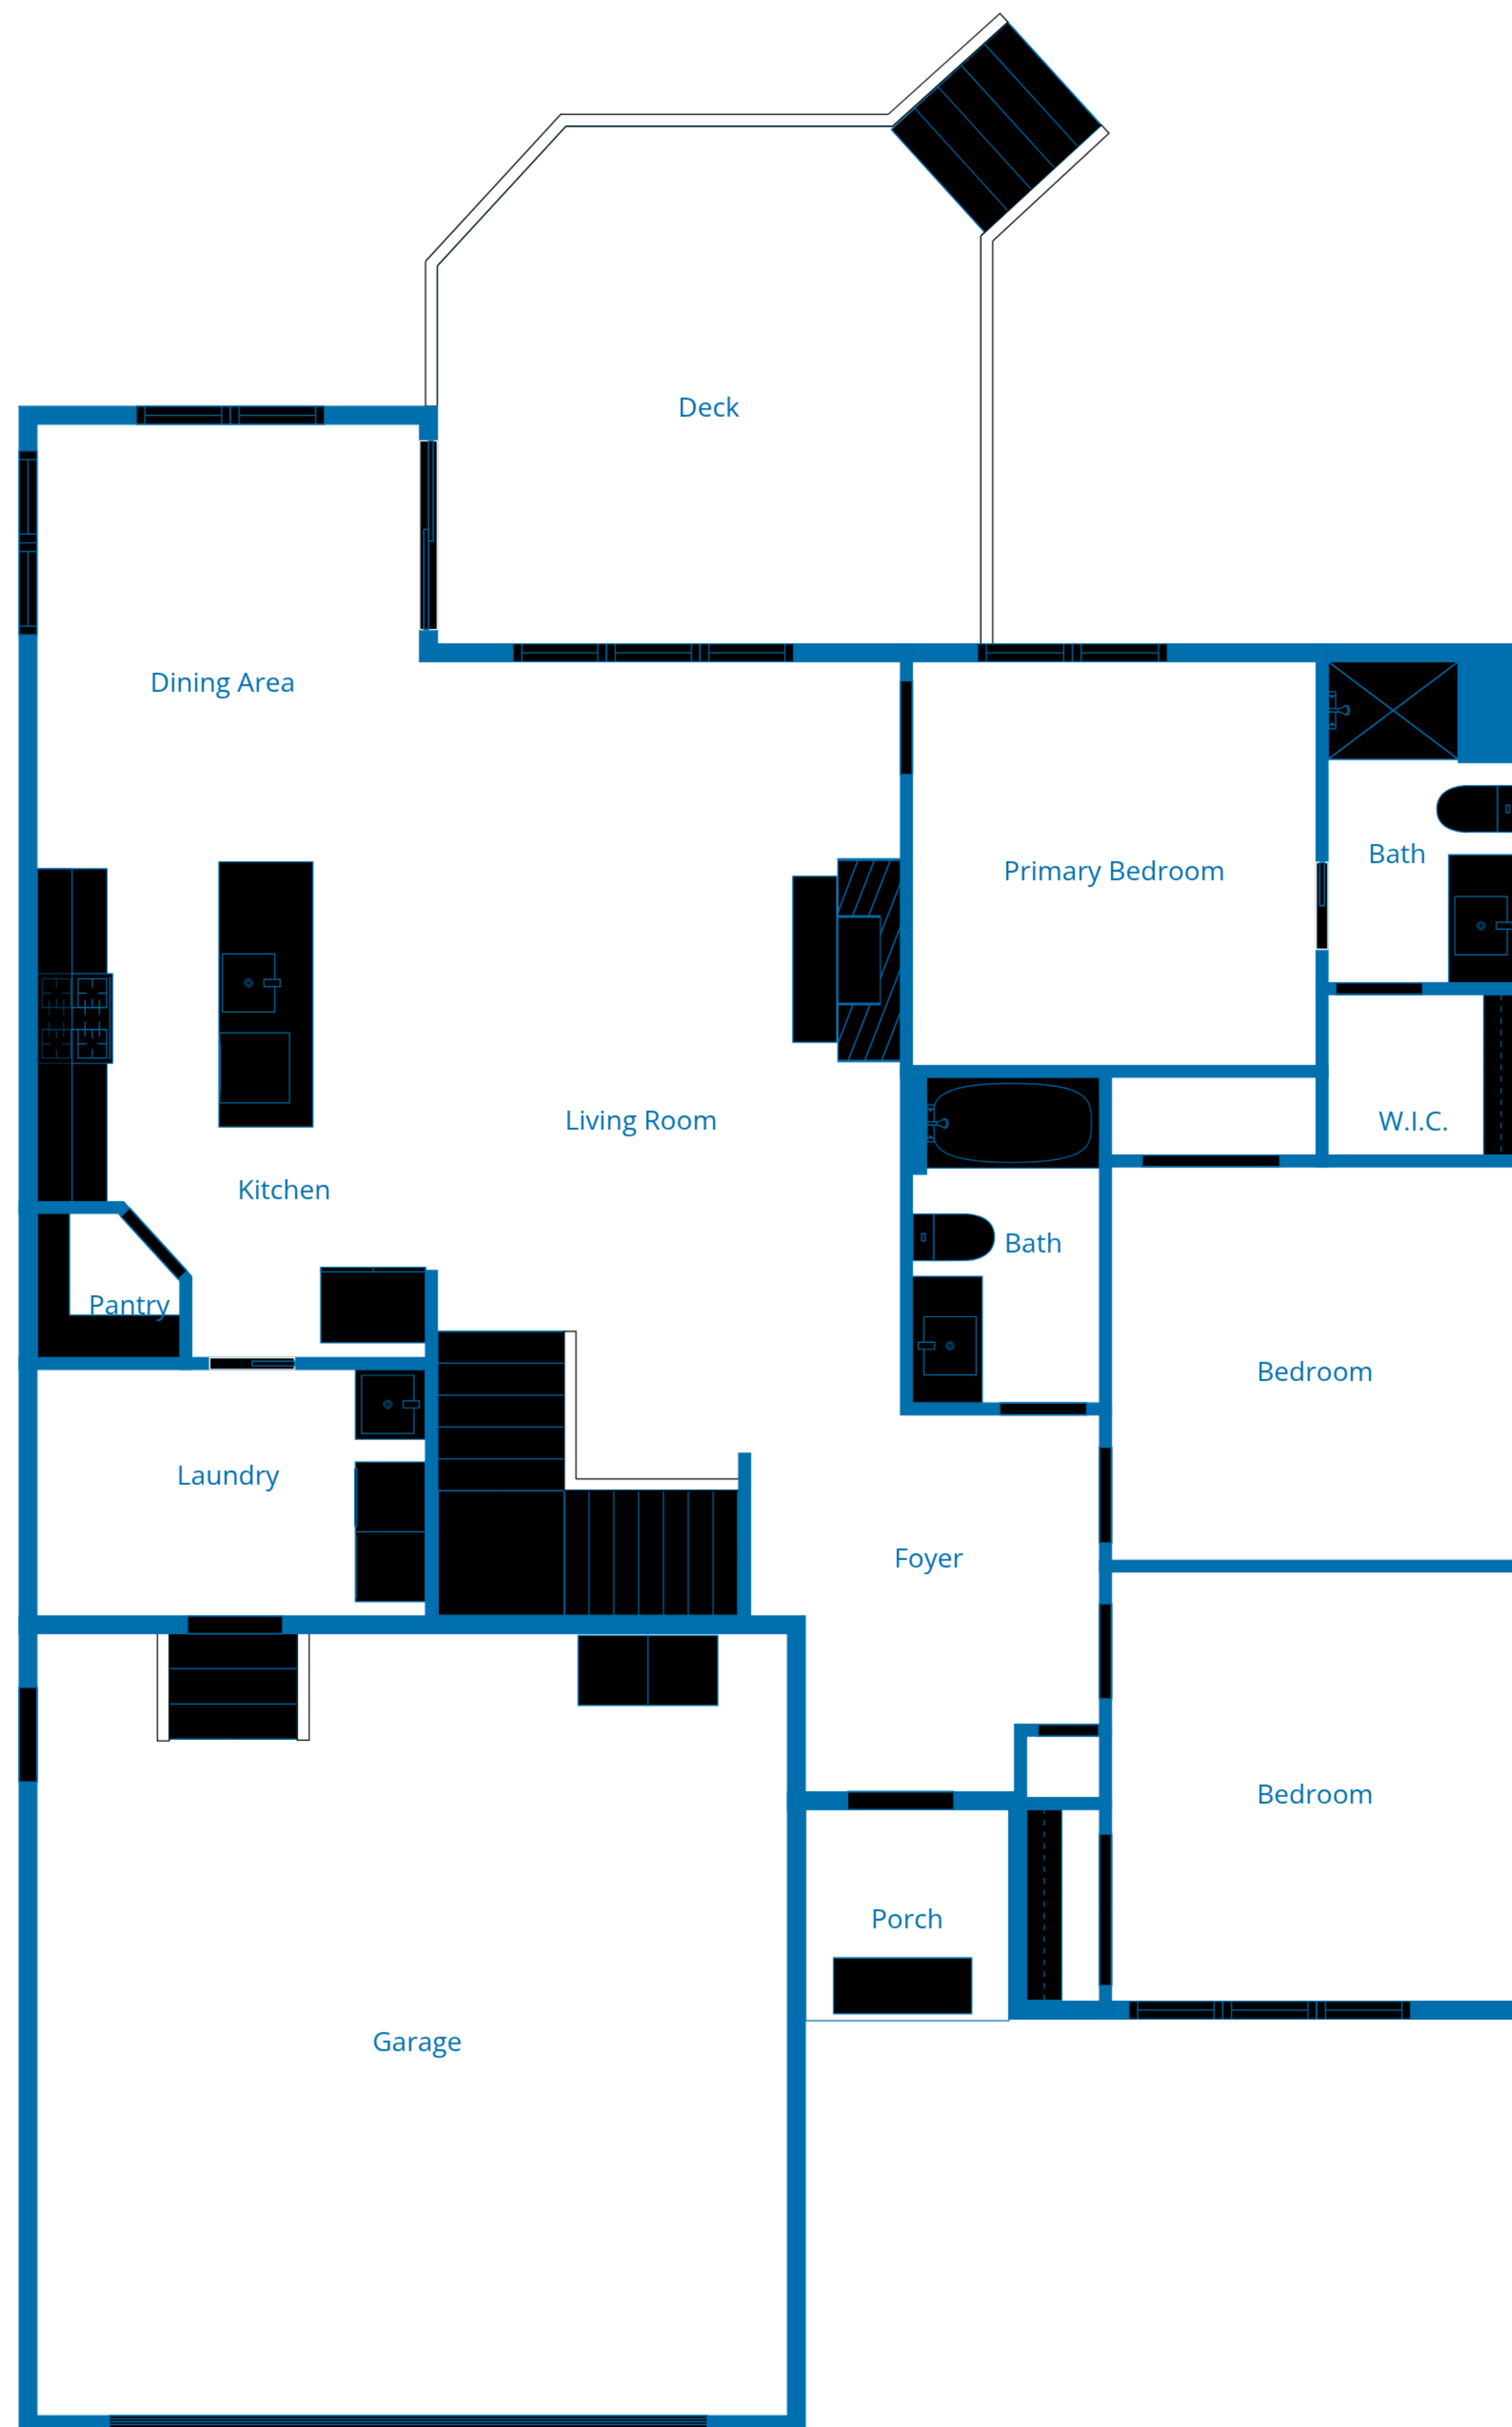 Deck
Dining Area
Primary Bedroom
Bath
Living Room
W.I.C.
Kitchen
Bath
Pantry
Bedroom
Laundry
Foyer
Bedroom
Porch
Garage